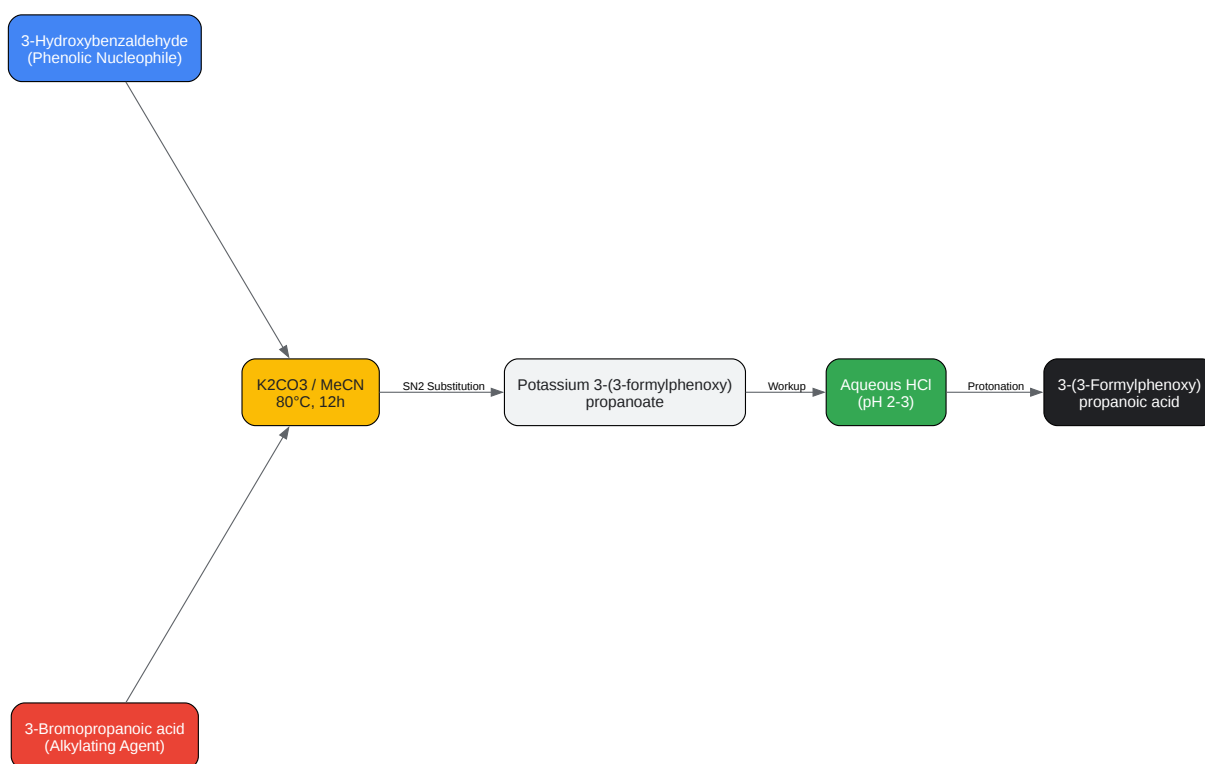 3-Hydroxybenzaldehyde
(Phenolic Nucleophile)
K2CO3 / MeCN
80°C, 12h
SN2 Substitution
Potassium 3-(3-formylphenoxy)
propanoate
Workup
Aqueous HCl
(pH 2-3)
Protonation
3-(3-Formylphenoxy)
propanoic acid
3-Bromopropanoic acid
(Alkylating Agent)